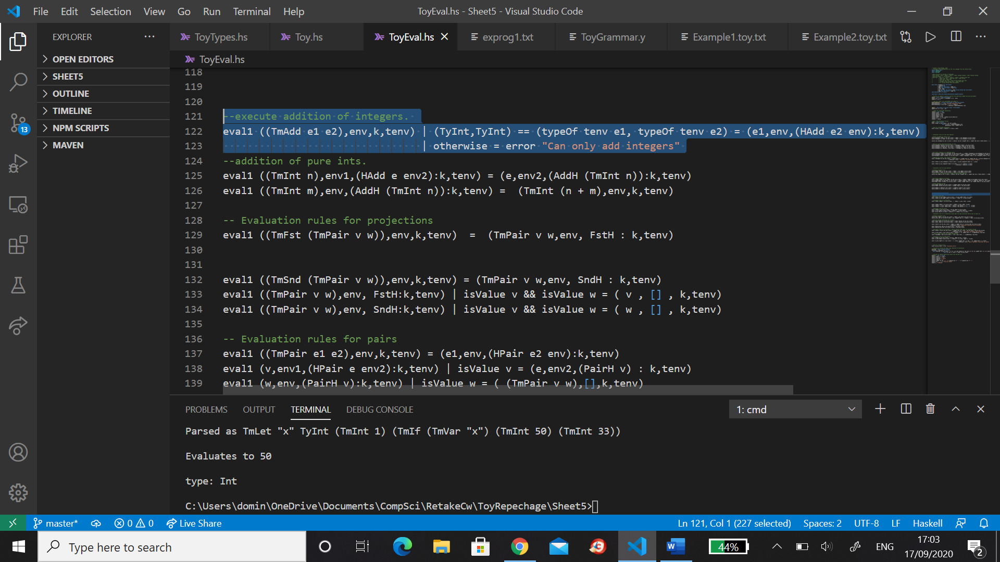 File Edit Selection View Go Run Terminal Help ToyEval.hs - Sheet5 - Visual Studio Code
EXPLORER ToyTypes.hs Toy.hs ToyEval.hs exprog1.txt ToyGrammar.y Example1.toy.txt Example2.toy.txt
OPEN EDITORS
SHEET5
OUTLINE
TIMELINE
NPM SCRIPTS
MAVEN
13
ToyEval.hs
118
119
120
121 --execute addition of integers.
122 eval1 ((TmAdd e1 e2),env,k,tenv) | (TyInt,TyInt) == (typeOf tenv e1, typeOf tenv e2) = (e1,env,(HAdd e2 env):k,tenv)
123 | otherwise = error "Can only add integers"
124 --addition of pure ints.
125 eval1 ((TmInt n),env1,(HAdd e env2):k,tenv) = (e,env2,(AddH (TmInt n)):k,tenv)
126 eval1 ((TmInt m),env,(AddH (TmInt n)):k,tenv) = (TmInt (n + m),env,k,tenv)
127
128 -- Evaluation rules for projections
129 eval1 ((TmFst (TmPair v w)),env,k,tenv) = (TmPair v w,env, FstH : k,tenv)
130
131
132 eval1 ((TmSnd (TmPair v w)),env,k,tenv) = (TmPair v w,env, SndH : k,tenv)
133 eval1 ((TmPair v w),env, FstH:k,tenv) | isValue v && isValue w = ( v , [] , k,tenv)
134 eval1 ((TmPair v w),env, SndH:k,tenv) | isValue v && isValue w = ( w , [] , k,tenv)
135
136 -- Evaluation rules for pairs
137 eval1 ((TmPair e1 e2),env,k,tenv) = (e1,env,(HPair e2 env):k,tenv)
138 eval1 (v,env1,(HPair e env2):k,tenv) | isValue v = (e,env2,(PairH v) : k,tenv)
139 eval1 (w,env,(PairH v):k,tenv) | isValue w = ( (TmPair v w),[],k,tenv)
PROBLEMS OUTPUT TERMINAL DEBUG CONSOLE 1: cmd
Parsed as TmLet "x" TyInt (TmInt 1) (TmIf (TmVar "x") (TmInt 50) (TmInt 33))
Evaluates to 50
type: Int
C:\Users\domin\OneDrive\Documents\CompSci\RetakeCw\ToyRepechage\Sheet5>
master* 0 0 Live Share Ln 121, Col 1 (227 selected) Spaces: 2 UTF-8 LF Haskell
Type here to search 44% ENG 17:03
17/09/2020 2